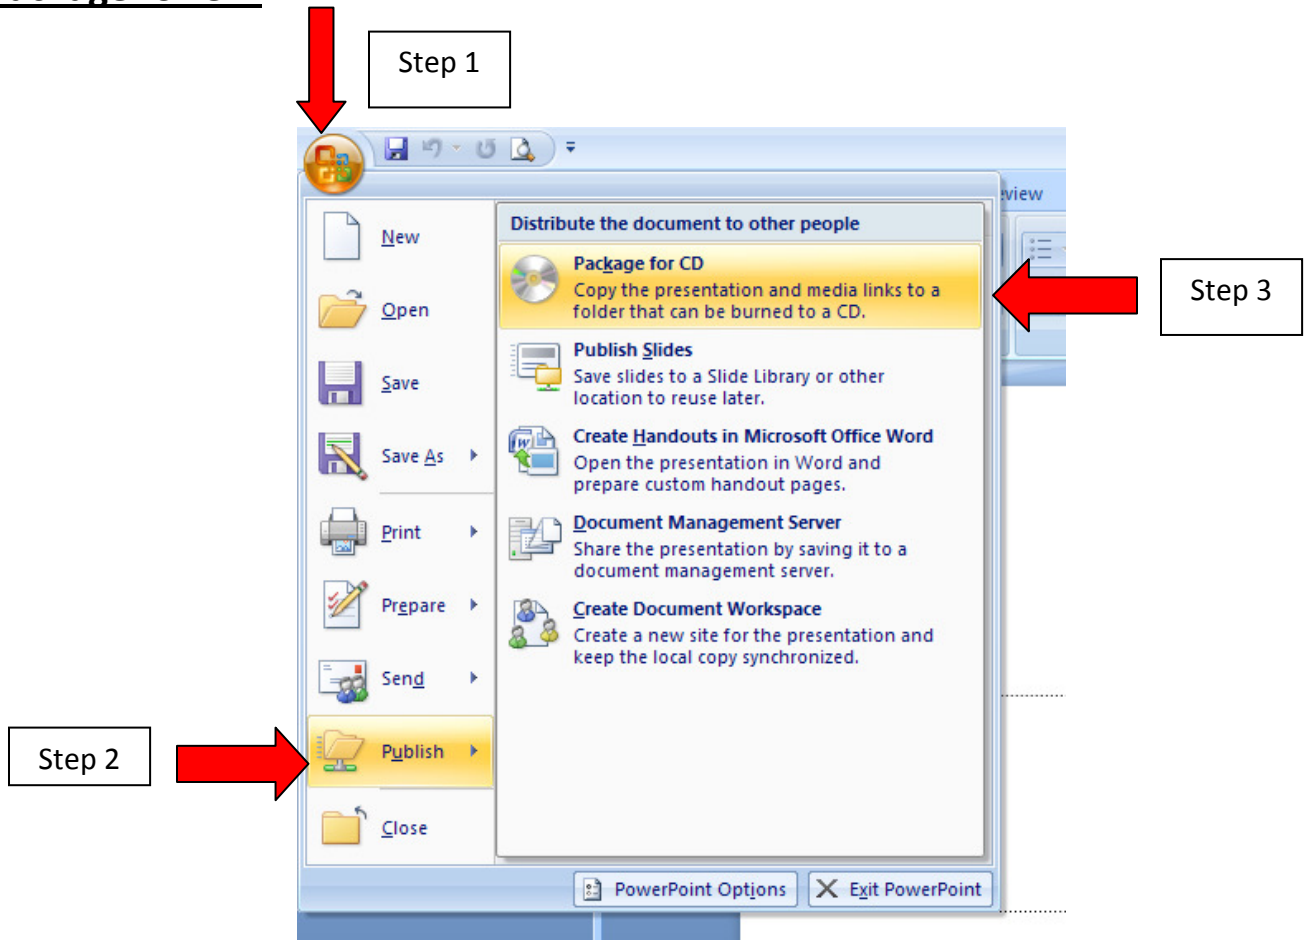 Step 1
eview
New
Open
Save
Save As
Print
Prepare
Send
Publish
Close
Distribute the document to other people
Package for CD
Copy the presentation and media links to a
folder that can be burned to a CD.
Publish Slides
Save slides to a Slide Library or other
location to reuse later.
Create Handouts in Microsoft Office Word
Open the presentation in Word and
prepare custom handout pages.
Document Management Server
Share the presentation by saving it to a
document management server.
Create Document Workspace
Create a new site for the presentation and
keep the local copy synchronized.
Step 3
Step 2
PowerPoint Options
Exit PowerPoint